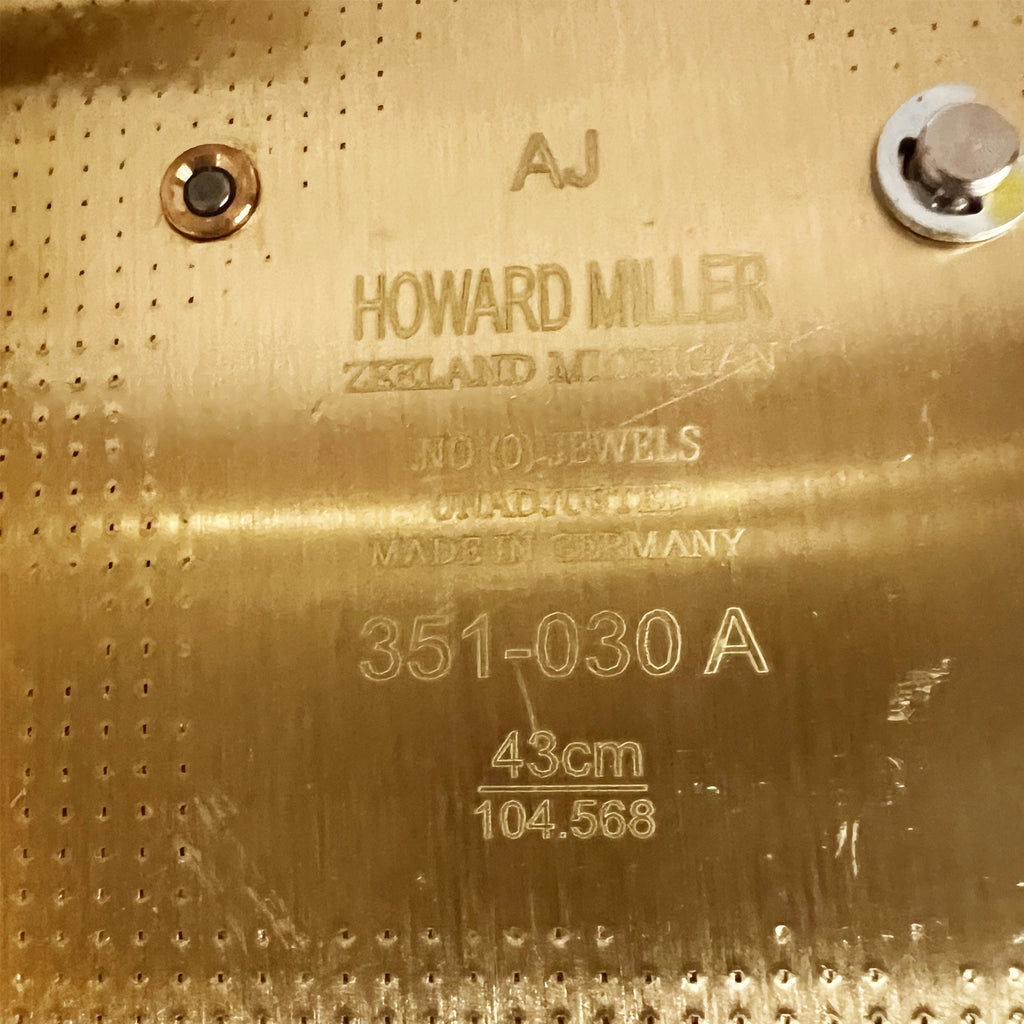 AJ
HOWARD MILLER
ZEELAND MICHIGAN
NO (0) JEWELS
UNADJUSTED
MADE IN GERMANY
351-030 A
43cm
104.568